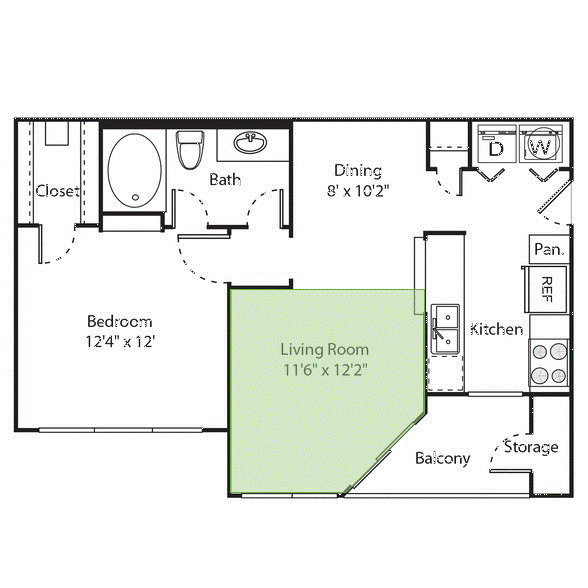 Closet
Bath
Dining
8' x 10'2"
D
W
Pan.
REF
Bedroom
12'4" x 12'
Living Room
11'6" x 12'2"
Kitchen
Balcony
Storage